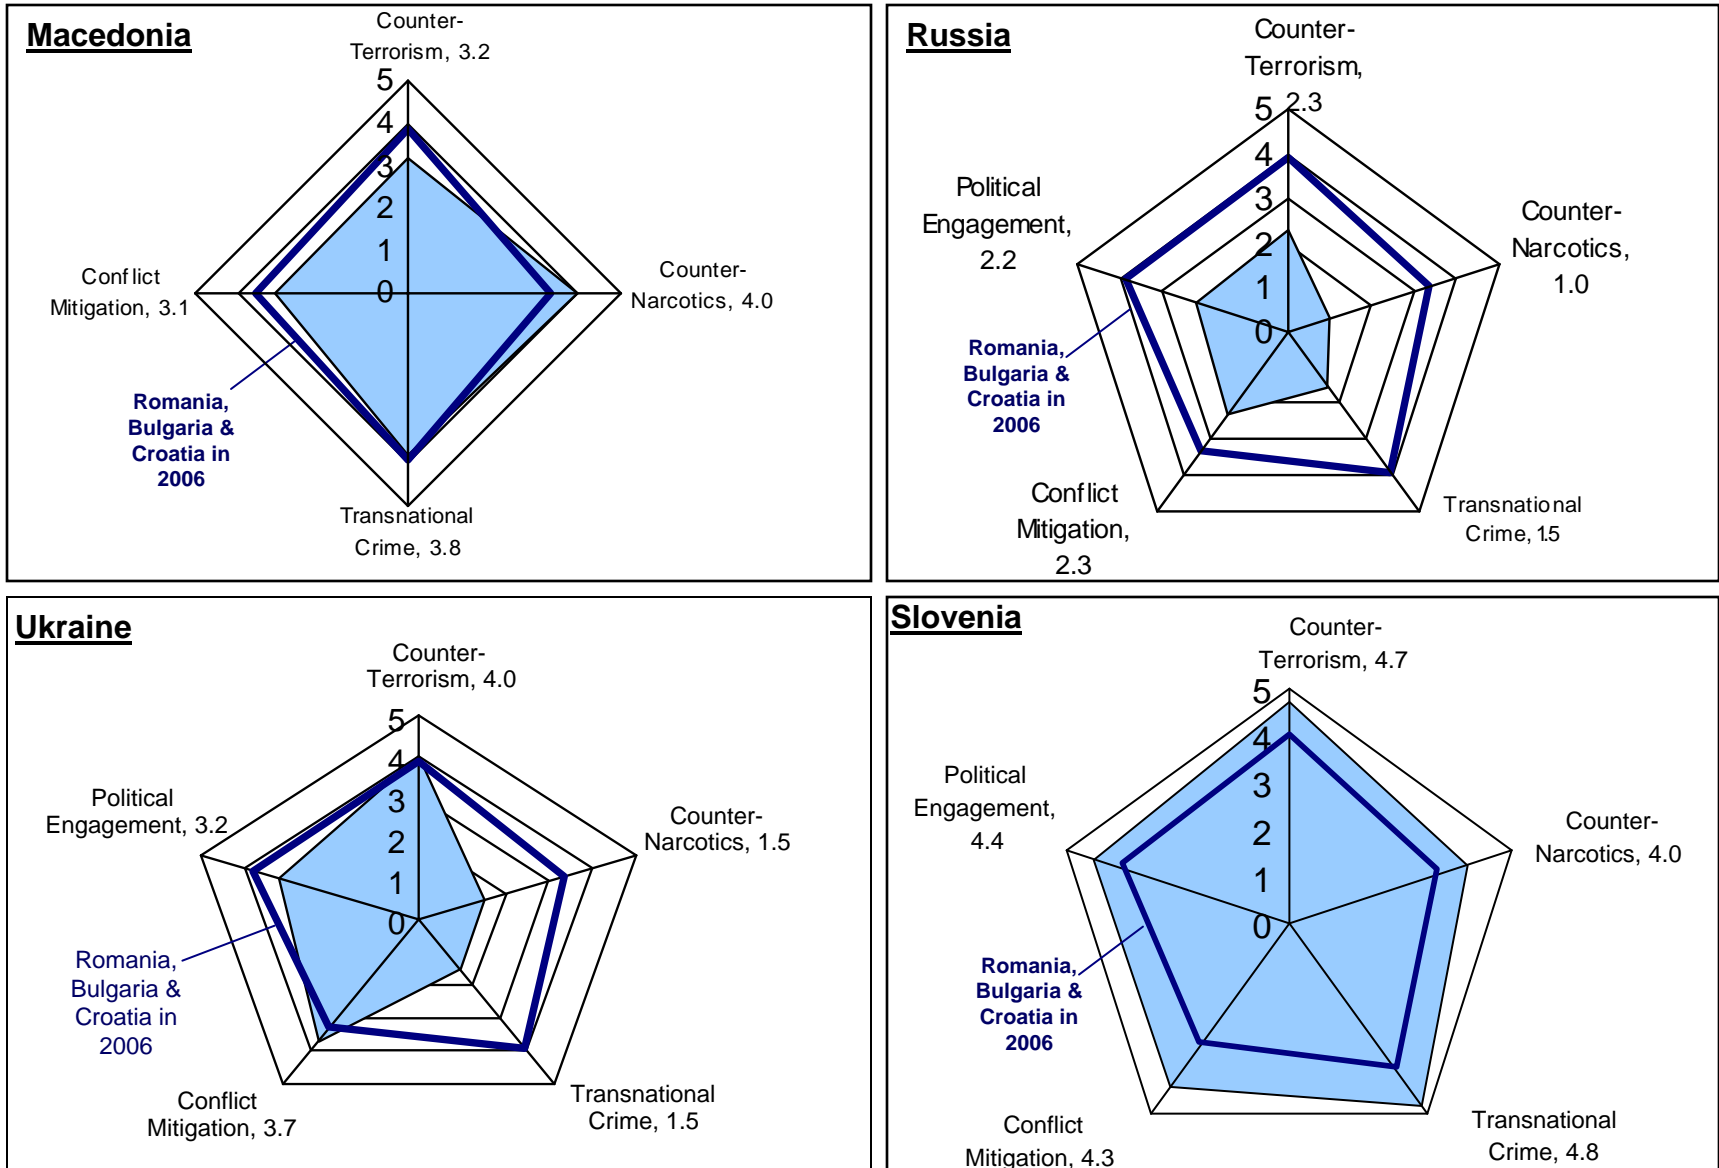 Macedonia
Counter-
Terrorism, 3.2
5
4
3
2
1
0
Counter-
Narcotics, 4.0
Conflict
Mitigation, 3.1
Romania,
Bulgaria &
Croatia in
2006
Transnational
Crime, 3.8
Russia
Counter-
Terrorism,
2.3
5
4
3
2
1
0
Political
Engagement,
2.2
Counter-
Narcotics,
1.0
Romania,
Bulgaria &
Croatia in
2006
Conflict
Mitigation,
2.3
Transnational
Crime, 1.5
Ukraine
Counter-
Terrorism, 4.0
5
4
3
2
1
0
Political
Engagement, 3.2
Counter-
Narcotics, 1.5
Romania,
Bulgaria &
Croatia in
2006
Conflict
Mitigation, 3.7
Transnational
Crime, 1.5
Slovenia
Counter-
Terrorism, 4.7
5
4
3
2
1
0
Political
Engagement,
4.4
Counter-
Narcotics, 4.0
Romania,
Bulgaria &
Croatia in
2006
Conflict
Mitigation, 4.3
Transnational
Crime, 4.8